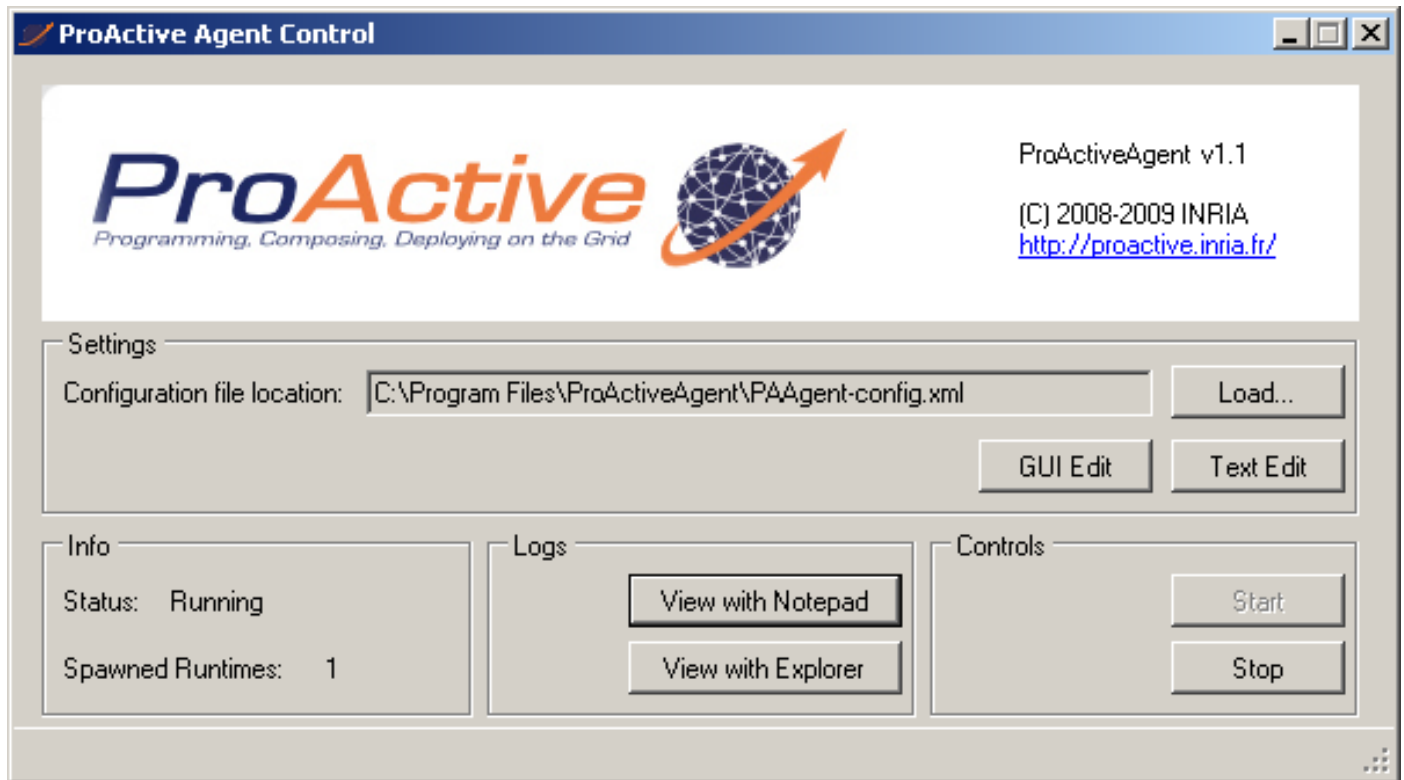 ProActive Agent Control
ProActive
Programming, Composing, Deploying on the Grid
ProActiveAgent v1.1
(C) 2008-2009 INRIA
http://proactive.inria.fr/
Settings
Configuration file location: C:\Program Files\ProActiveAgent\PAAgent-config.xml Load...
GUI Edit Text Edit
Info
Status: Running
Spawned Runtimes: 1
Logs
View with Notepad
View with Explorer
Controls
Start
Stop